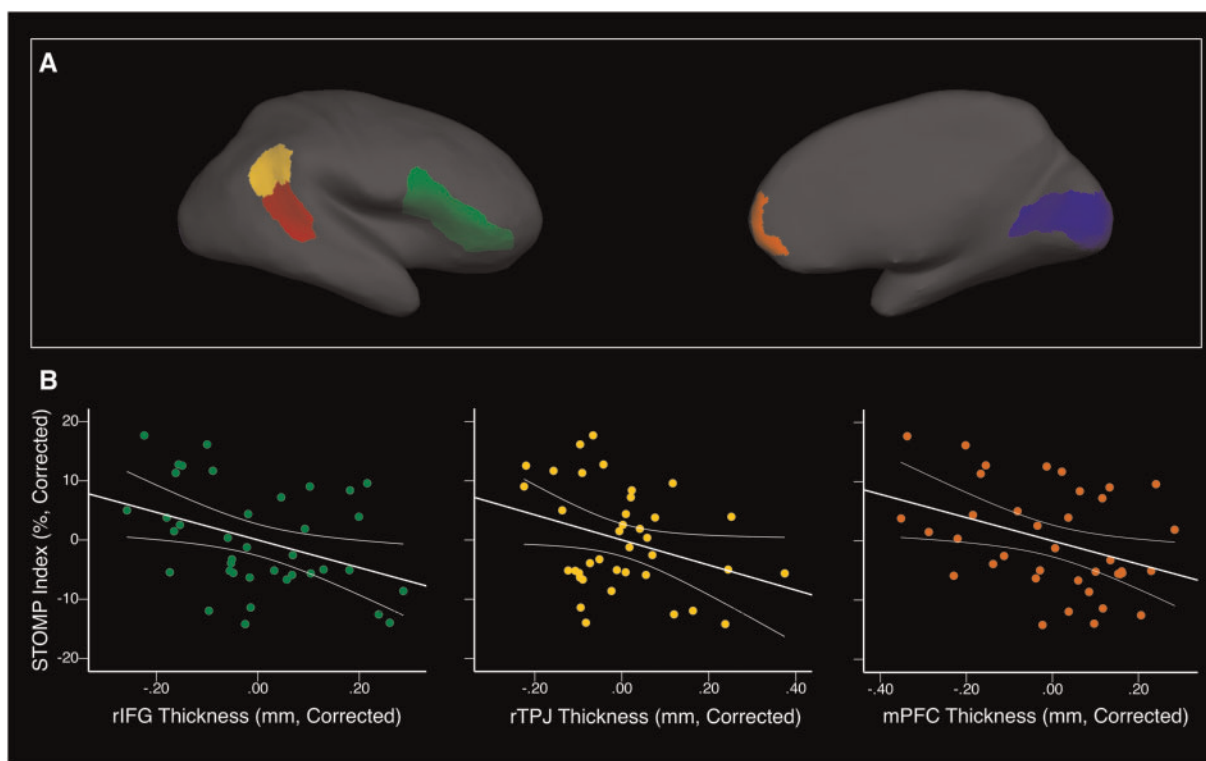 A
B
STOMP Index (%, Corrected)
20
10
0
-10
-20
-.20 .00 .20
rIFG Thickness (mm, Corrected)
-.20 .00 .20 .40
rTPJ Thickness (mm, Corrected)
-.40 -.20 .00 .20
mPFC Thickness (mm, Corrected)